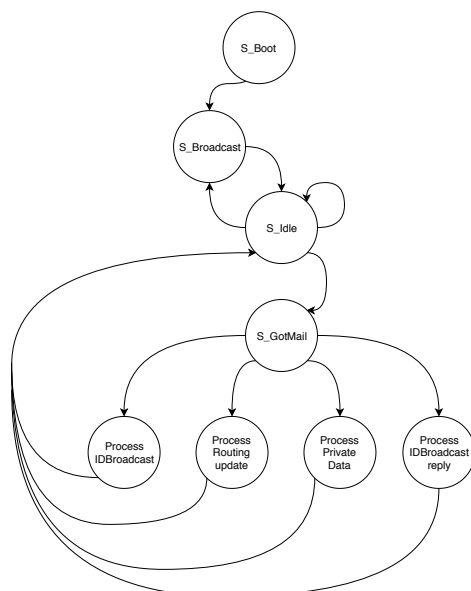 S_Boot
S_Broadcast
S_Idle
S_GotMail
Process
IDBroadcast
Process
Routing
update
Process
Private
Data
Process
IDBroadcast
reply